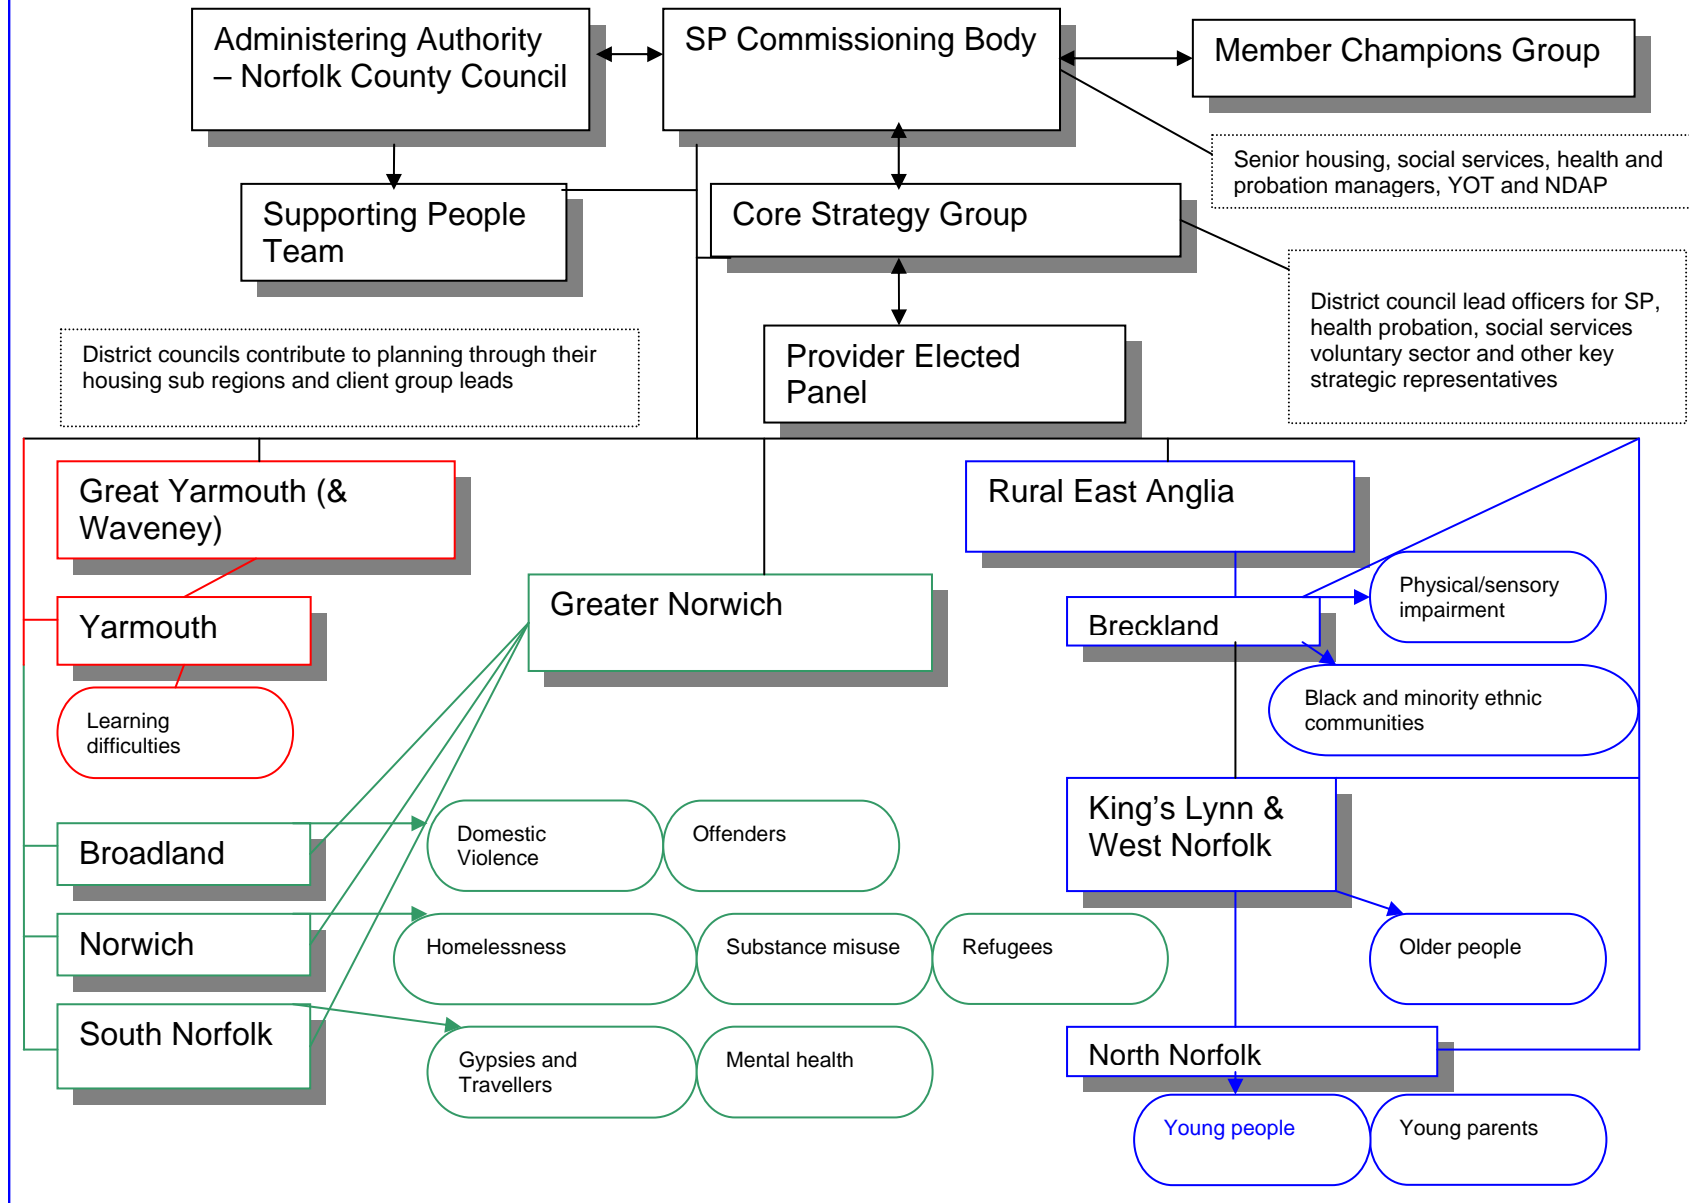 Administering Authority
– Norfolk County Council
SP Commissioning Body
Member Champions Group
Senior housing, social services, health and
probation managers, YOT and NDAP
Supporting People
Team
Core Strategy Group
District council lead officers for SP,
health probation, social services
voluntary sector and other key
strategic representatives
District councils contribute to planning through their
housing sub regions and client group leads
Provider Elected
Panel
Great Yarmouth (&
Waveney)
Rural East Anglia
Greater Norwich
Yarmouth
Breckland
Physical/sensory
impairment
Learning
difficulties
Black and minority ethnic
communities
King’s Lynn &
West Norfolk
Broadland
Domestic
Violence
Offenders
Norwich
Homelessness
Substance misuse
Refugees
Older people
South Norfolk
Gypsies and
Travellers
Mental health
North Norfolk
Young people
Young parents